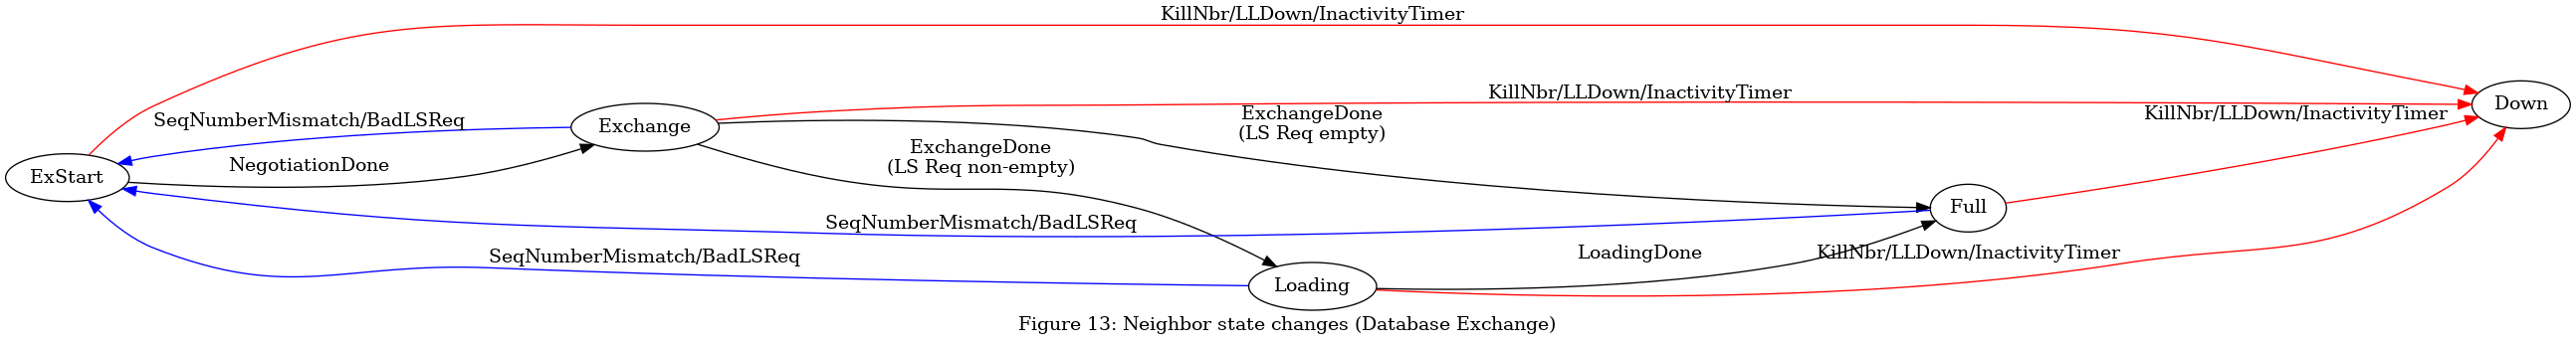 KillNbr/LLDown/InactivityTimer
KillNbr/LLDown/InactivityTimer
Down
SeqNumberMismatch/BadLSReq
Exchange
ExchangeDone
(LS Req empty)
KillNbr/LLDown/InactivityTimer
ExStart
NegotiationDone
ExchangeDone
(LS Req non-empty)
Full
SeqNumberMismatch/BadLSReq
SeqNumberMismatch/BadLSReq
LoadingDone
KillNbr/LLDown/InactivityTimer
Loading
Figure 13: Neighbor state changes (Database Exchange)